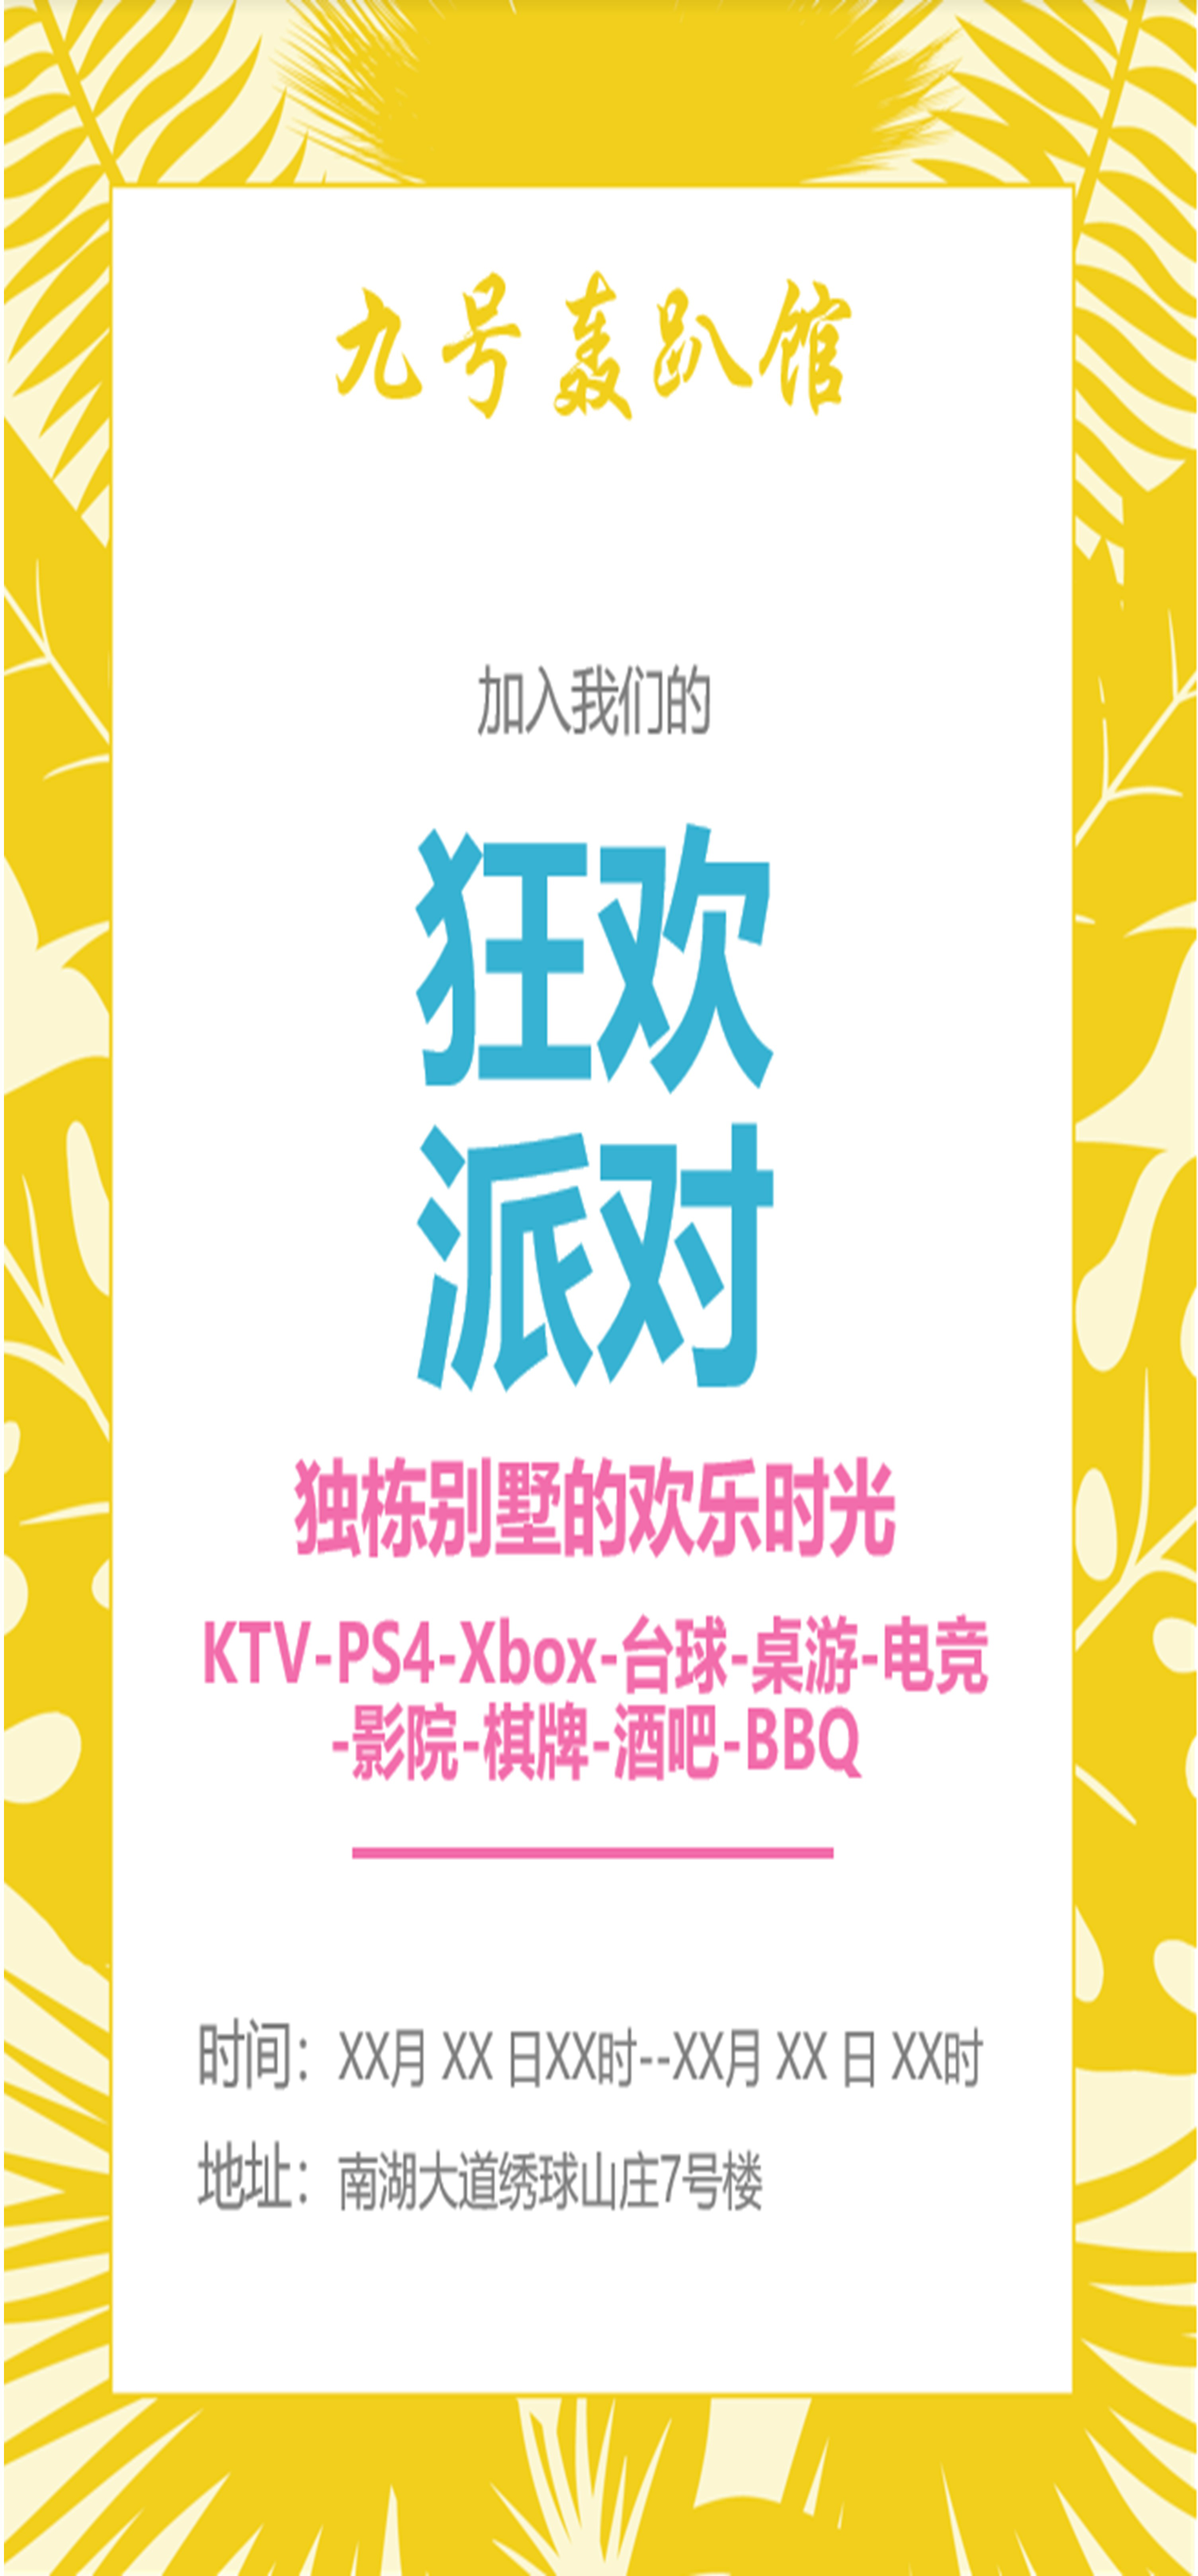 九号轰趴馆
加入我们的
狂欢
派对
独栋别墅的欢乐时光
KTV-PS4-Xbox-台球-桌游-电竞
-影院-棋牌-酒吧-BBQ
时间：XX月 XX 日XX时--XX月 XX 日 XX时
地址：南湖大道绣球山庄7号楼